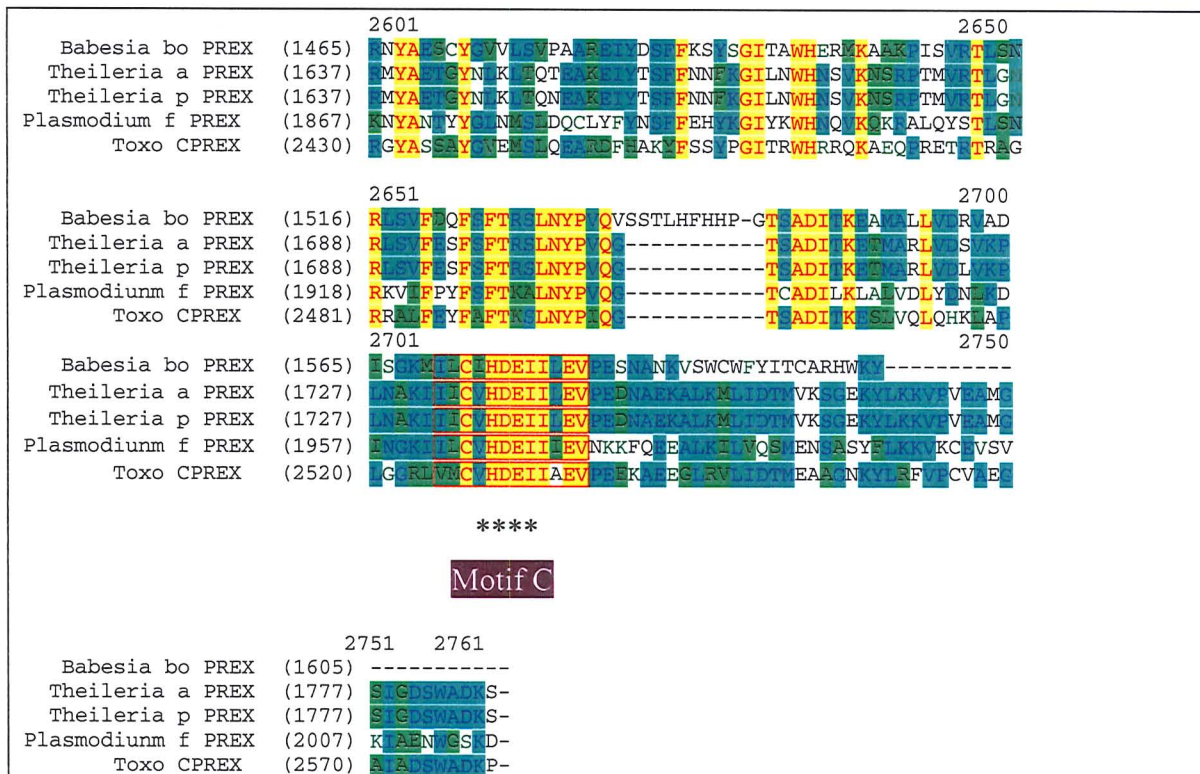 2601 2650
Babesia bo PREX (1465) RNYAESCYGVVLSVPAAREIYDSFFKSYSGITAWHERMKAAKPISVRTLSN
Theileria a PREX (1637) RMYAETGYNLKLTQTEAKEIYTSFFNNFKGILNWHNSVKNSRPTMVRTLGN
Theileria p PREX (1637) RMYAETGYNLKLTQNEAKEIYTSFFNNFKGILNWHNSVKNSRPTMVRTLGN
Plasmodium f PREX (1867) KNYANTYYGLNMSLDQCLYFYNSFFEHYKGIYKWHNQVKQKRALQYSTLSN
Toxo CPREX (2430) RGYASSAYGVEMSLQEARDFHAKYFSSYPGITRWHRRQKAEQPRETRTRAG
2651 2700
Babesia bo PREX (1516) RLSVFDQFSFTRSLNYPVQVSSTLHFHHP-GTSADITKEAMALLVDRVAD
Theileria a PREX (1688) RLSVFESFSFTRSLNYPVQG-----------TSADITKETMARLVDSVKP
Theileria p PREX (1688) RLSVFESFSFTRSLNYPVQG-----------TSADITKETMARLVDLVKP
Plasmodiunm f PREX (1918) RKVIFPYFSFTKALNYPVQG-----------TCADILKLALVDLYDNLKD
Toxo CPREX (2481) RRALFEYFAFTKSLNYPIQG-----------TSADITKESLVQLQHKLAP
2701 2750
Babesia bo PREX (1565) ISGKMILCIHDEIILEVPESNANKVSWCWFYITCARHWKY----------
Theileria a PREX (1727) LNAKIIICVHDEIILEVPEDNAEKALKMLIDTMVKSGEKYLKKVPVEAMG
Theileria p PREX (1727) LNAKIIICVHDEIILEVPEDNAEKALKMLIDTMVKSGEKYLKKVPVEAMG
Plasmodiunm f PREX (1957) INGKIILCVHDEIIIEVNKKFQEEALKILVQSMENSASYFLKKVKCEVSV
Toxo CPREX (2520) LGGRLVMCVHDEIIAEVPEEKAEEGLRVLIDTMEAAGNKYLRFVPCVAEG
****
Motif C
2751 2761
Babesia bo PREX (1605) -----------
Theileria a PREX (1777) SIGDSWADKS-
Theileria p PREX (1777) SIGDSWADKS-
Plasmodiunm f PREX (2007) KIAENWGSKD-
Toxo CPREX (2570) AIADSWADKP-